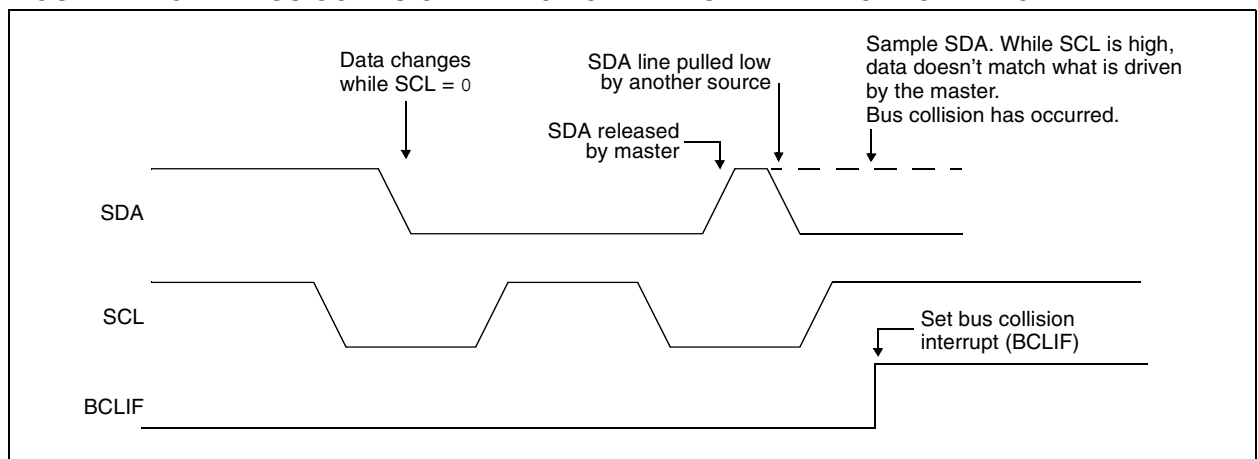 Data changes
while SCL = 0
SDA line pulled low
by another source
Sample SDA. While SCL is high,
data doesn't match what is driven
by the master.
Bus collision has occurred.
SDA released
by master
SDA
SCL
Set bus collision
interrupt (BCLIF)
BCLIF